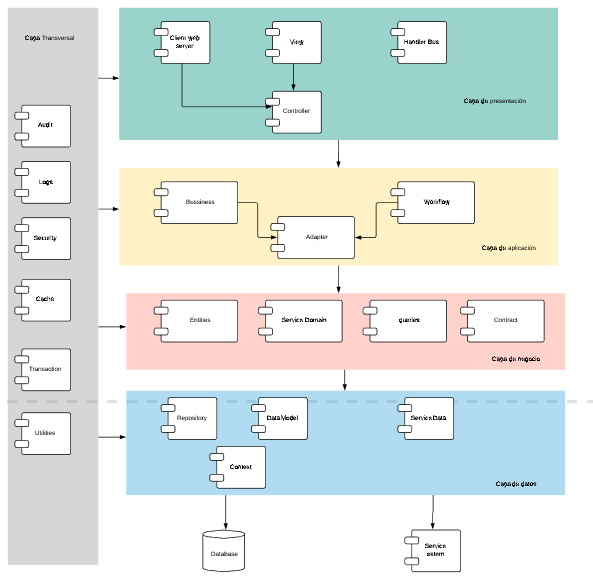 Capa Transversal
Audit
Logs
Security
Cache
Transaction
Utilities
Client Web
server
View
Handler Bus
Controller
Capa de presentación
Bussiness
Workflow
Adapter
Capa de aplicación
Entities
Service Domain
queries
Contract
Capa de negocio
Repository
DataModel
Service Data
Context
Capa de datos
Database
Service
extern